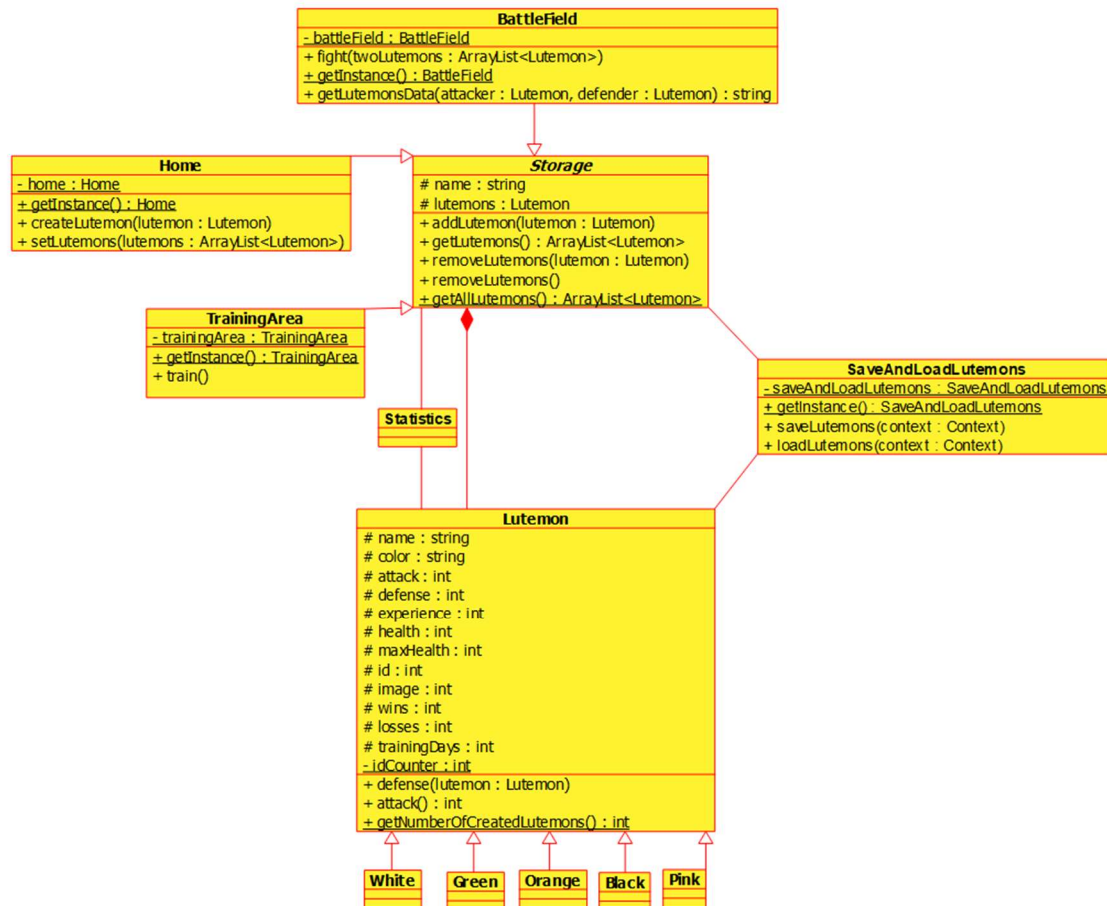 BattleField
- battleField : BattleField
+ fight(twoLutemons : ArrayList<Lutemon>)
+ getInstance() : BattleField
+ getLutemonsData(attacker : Lutemon, defender : Lutemon) : string
Home
- home : Home
+ getInstance() : Home
+ createLutemon(lutemon : Lutemon)
+ setLutemons(lutemons : ArrayList<Lutemon>)
Storage
# name : string
# lutemons : Lutemon
+ addLutemon(lutemon : Lutemon)
+ getLutemons() : ArrayList<Lutemon>
+ removeLutemons(lutemon : Lutemon)
+ removeLutemons()
+ getAllLutemons() : ArrayList<Lutemon>
TrainingArea
- trainingArea : TrainingArea
+ getInstance() : TrainingArea
+ train()
SaveAndLoadLutemons
- saveAndLoadLutemons : SaveAndLoadLutemons
+ getInstance() : SaveAndLoadLutemons
+ saveLutemons(context : Context)
+ loadLutemons(context : Context)
Statistics
Lutemon
# name : string
# color : string
# attack : int
# defense : int
# experience : int
# health : int
# maxHealth : int
# id : int
# image : int
# wins : int
# losses : int
# trainingDays : int
- idCounter : int
+ defense(lutemon : Lutemon)
+ attack() : int
+ getNumberOfCreatedLutemons() : int
White
Green
Orange
Black
Pink